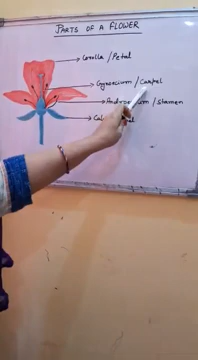 PARTS OF A FLOWER
Corolla / Petal
Gynoecium / Carpel
/ Stamen